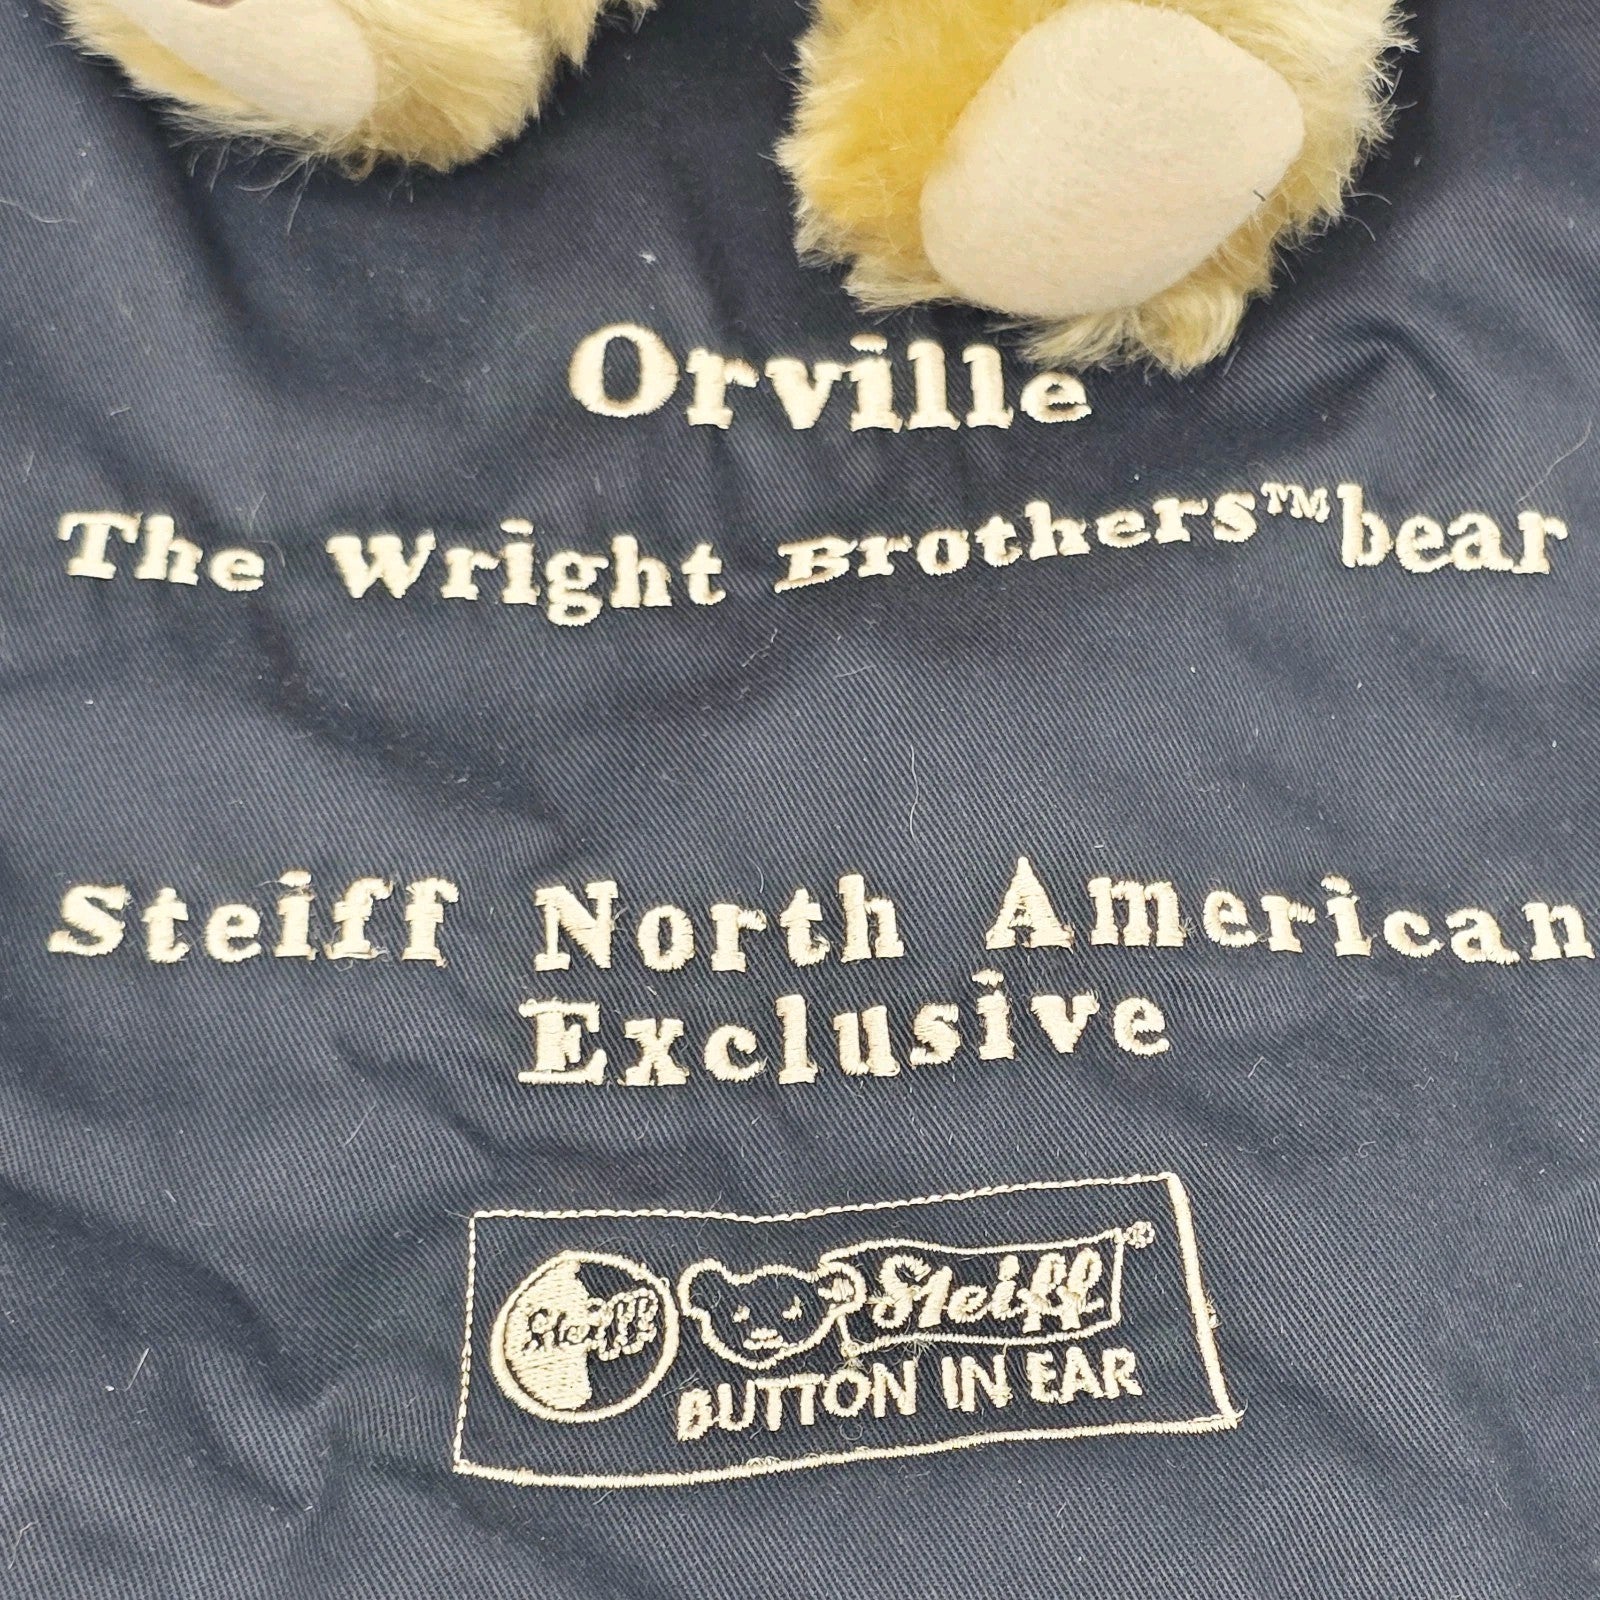 Orville
The Wright Brothers™ bear
Steiff North American
Exclusive
Steiff Steiff®
BUTTON IN EAR